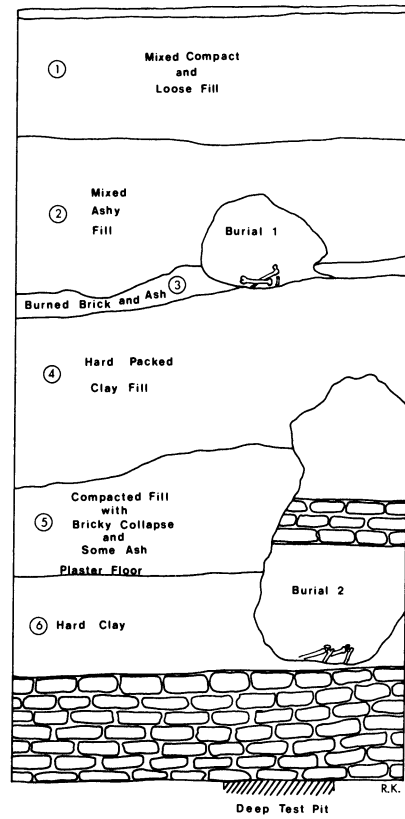 1
Mixed Compact
and
Loose Fill
2
Mixed
Ashy
Fill
Burial 1
3
Burned Brick and Ash
4
Hard Packed
Clay Fill
5
Compacted Fill
with
Bricky Collapse
and
Some Ash
Plaster Floor
Burial 2
6 Hard Clay
R.K.
Deep Test Pit